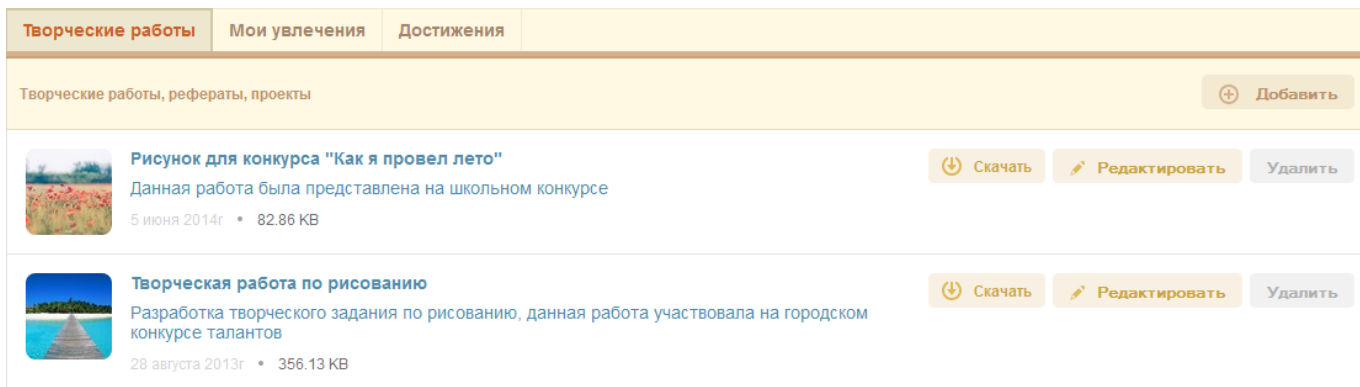 Творческие работы Мои увлечения Достижения
Творческие работы, рефераты, проекты Добавить
Рисунок для конкурса "Как я провел лето" Скачать Редактировать Удалить
Данная работа была представлена на школьном конкурсе
5 июня 2014г • 82.86 KB
Творческая работа по рисованию Скачать Редактировать Удалить
Разработка творческого задания по рисованию, данная работа участвовала на городском
конкурсе талантов
28 августа 2013г • 356.13 KB